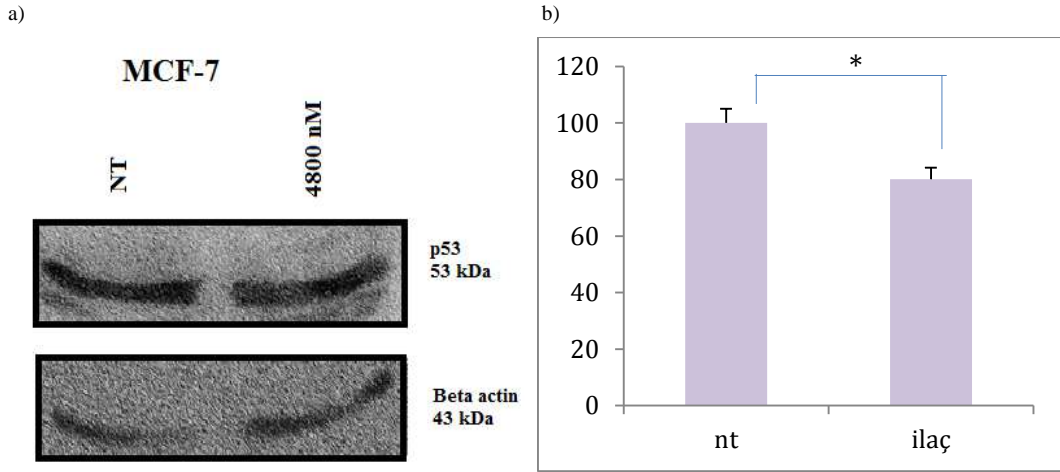 a)
MCF-7
NT
4800 nM
p53
53 kDa
Beta actin
43 kDa
b)
120
100
80
60
40
20
0
*
nt
ilaç